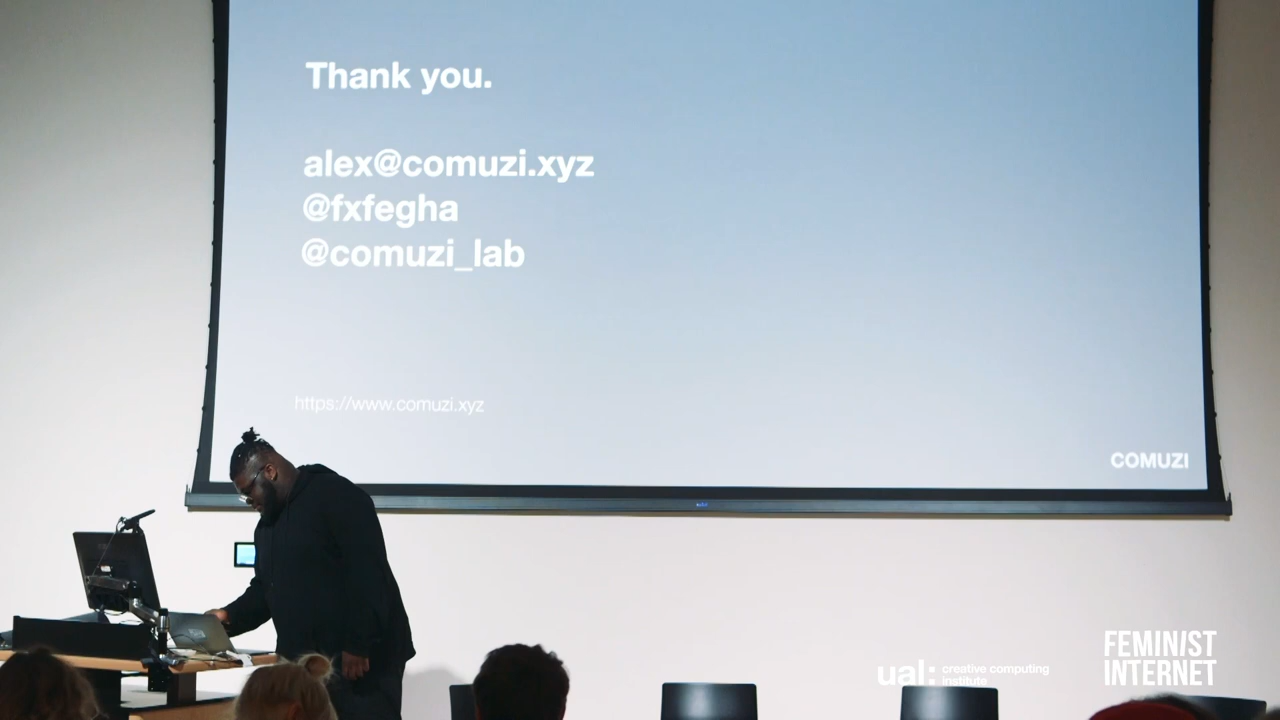 Thank you.
alex@comuzi.xyz
@fxfegha
@comuzi_lab
https://www.comuzi.xyz
COMUZI
ual: creative computing
institute
FEMINIST
INTERNET